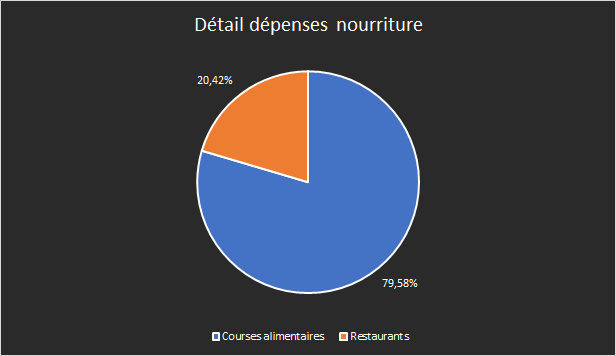 Détail dépenses nourriture
20,42%
79,58%
Courses alimentaires
Restaurants